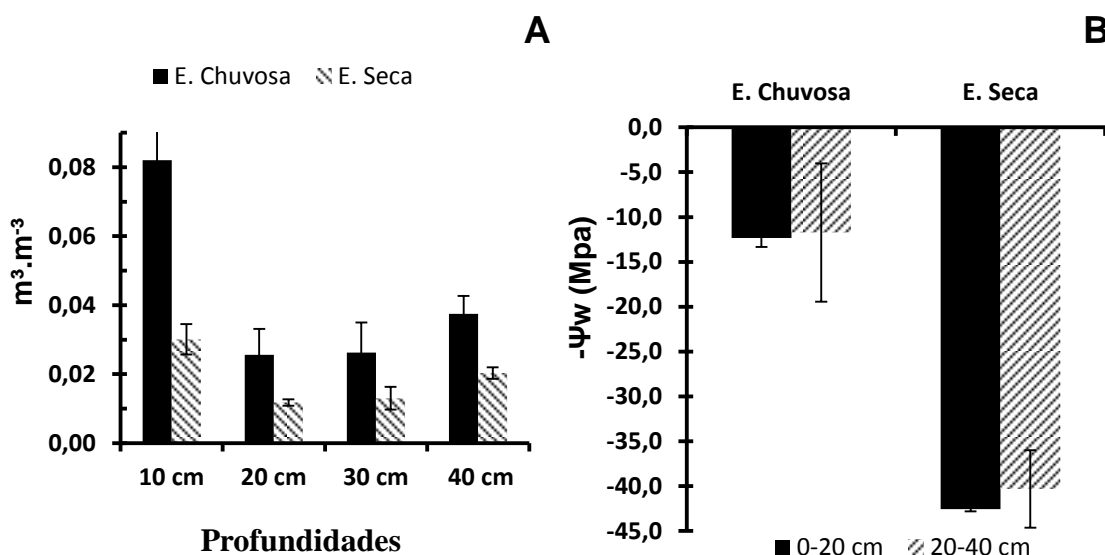 A
E. Chuvosa E. Seca
m³.m⁻³
0,08
0,06
0,04
0,02
0,00
10 cm 20 cm 30 cm 40 cm
Profundidades
B
E. Chuvosa E. Seca
-Ψw (Mpa)
0,0
-5,0
-10,0
-15,0
-20,0
-25,0
-30,0
-35,0
-40,0
-45,0
0-20 cm 20-40 cm